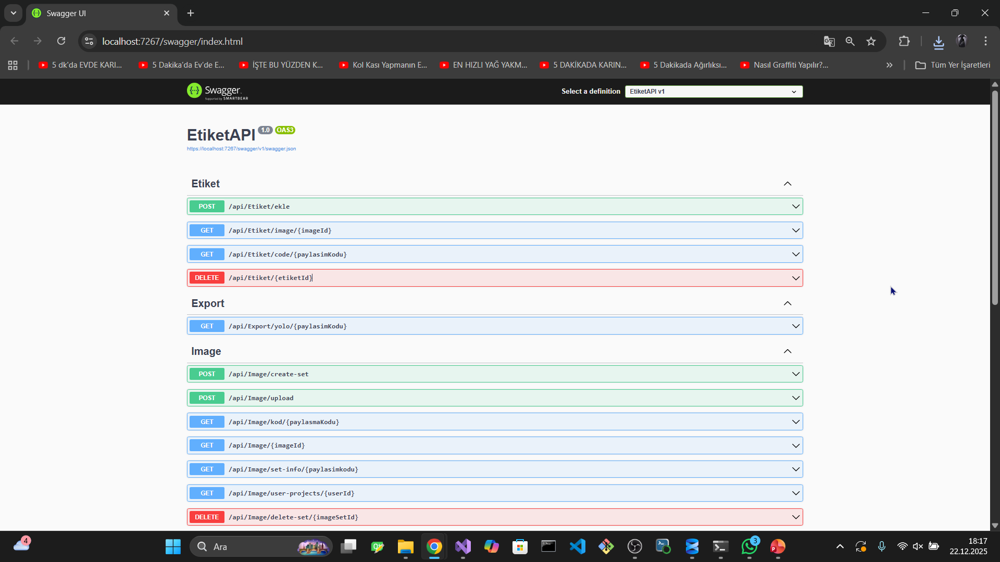 Swagger UI
localhost:7267/swagger/index.html
5 dk'da EVDE KARI...
5 Dakika'da Ev'de E...
İŞTE BU YÜZDEN K...
Kol Kası Yapmanın E...
EN HIZLI YAĞ YAKM...
5 DAKİKADA KARIN...
5 Dakikada Ağırlıksı...
Nasıl Graffiti Yapılır?...
Tüm Yer İşaretleri
Swagger.
Supported by SMARTBEAR
Select a definition
EtiketAPI v1
EtiketAPI 1.0 OAS3
https://localhost:7267/swagger/v1/swagger.json
Etiket
POST /api/Etiket/ekle
GET /api/Etiket/image/{imageId}
GET /api/Etiket/code/{paylasimKodu}
DELETE /api/Etiket/{etiketId}
Export
GET /api/Export/yolo/{paylasimKodu}
Image
POST /api/Image/create-set
POST /api/Image/upload
GET /api/Image/kod/{paylasmaKodu}
GET /api/Image/{imageId}
GET /api/Image/set-info/{paylasimkodu}
GET /api/Image/user-projects/{userId}
DELETE /api/Image/delete-set/{imageSetId}
4
Ara
3
18:17
22.12.2025